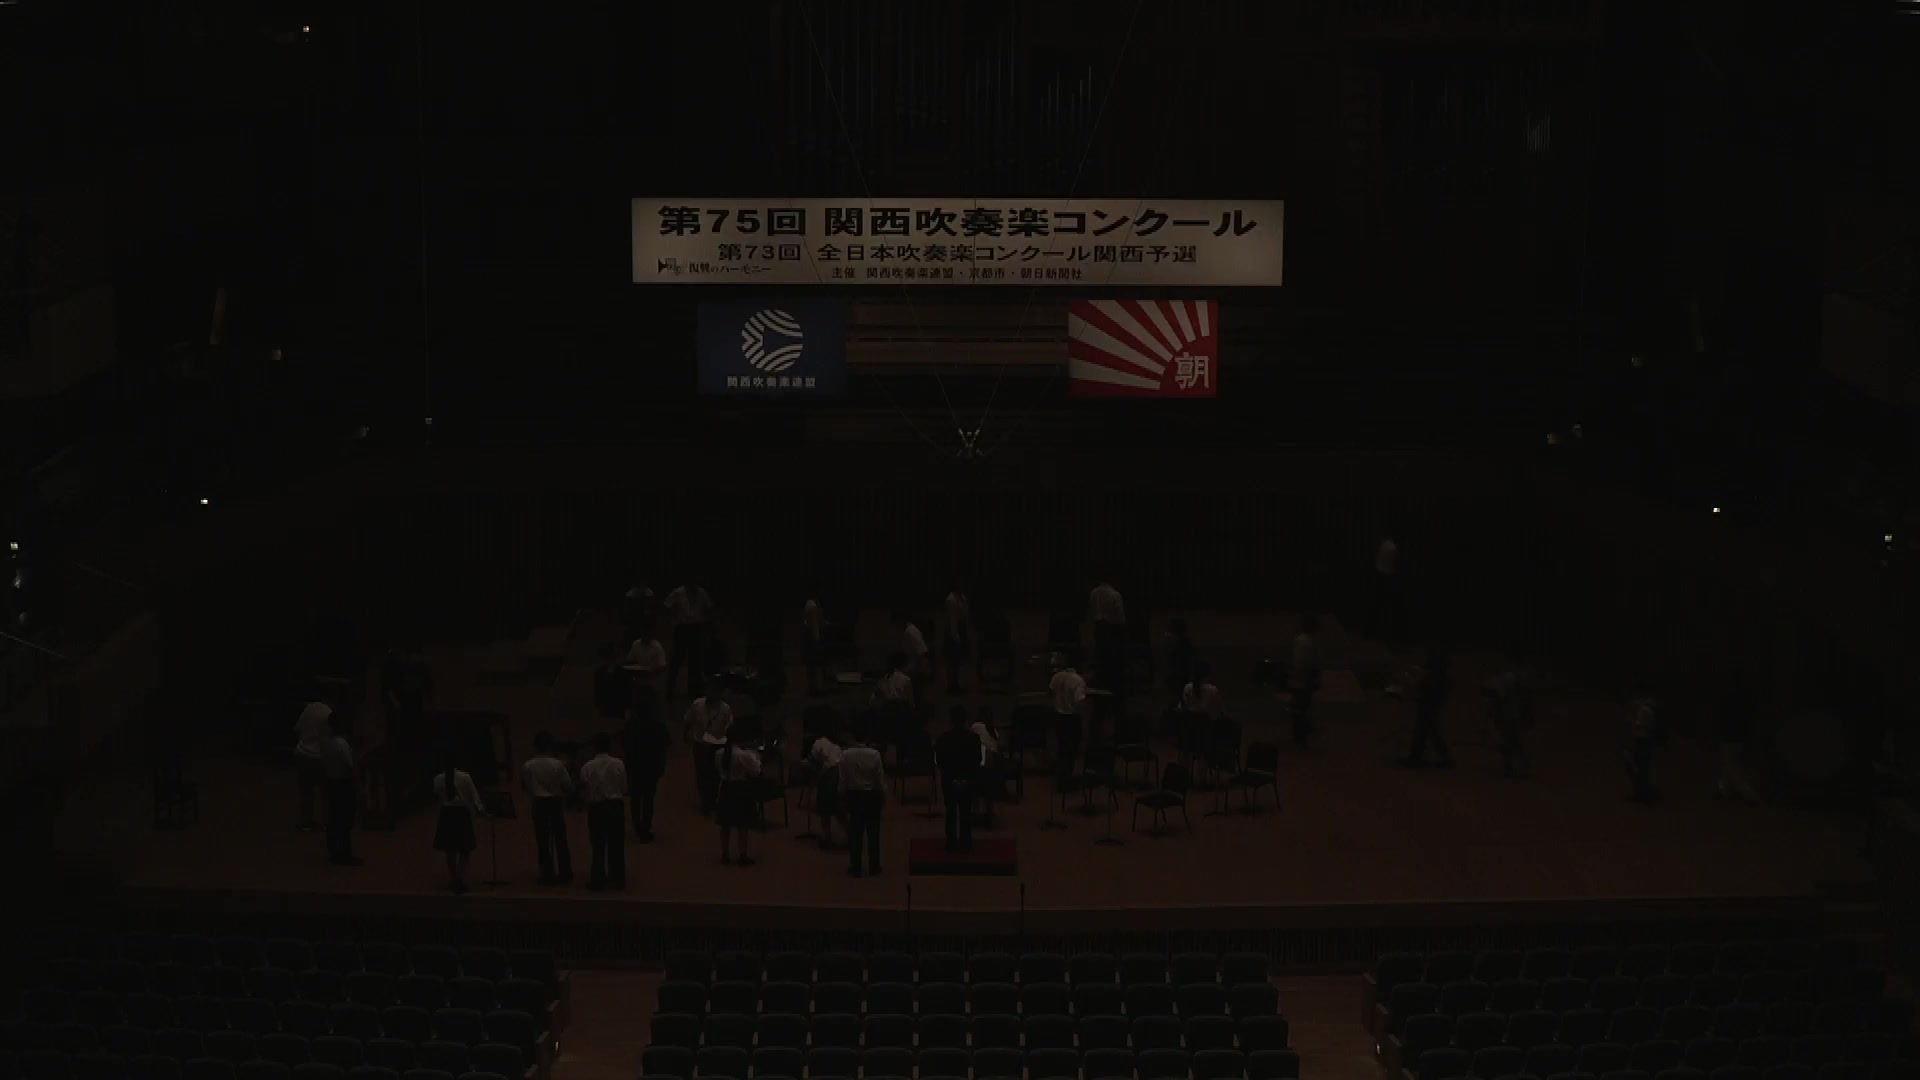 第75回 関西吹奏楽コンクール
第73回 全日本吹奏楽コンクール関西予選
復興のハーモニー
主催 関西吹奏楽連盟・京都市・朝日新聞社
関西吹奏楽連盟
朝